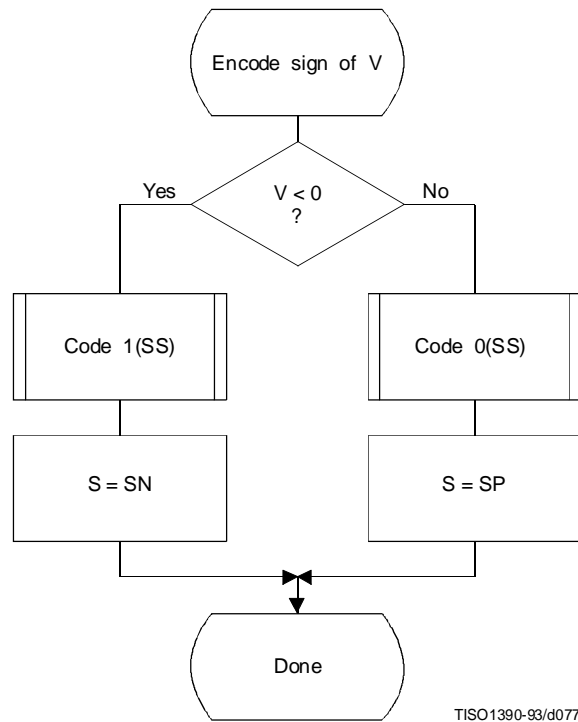 Encode sign of V
V < 0
?
Yes
No
Code 1(SS)
Code 0(SS)
S = SN
S = SP
Done
TISO1390-93/d077